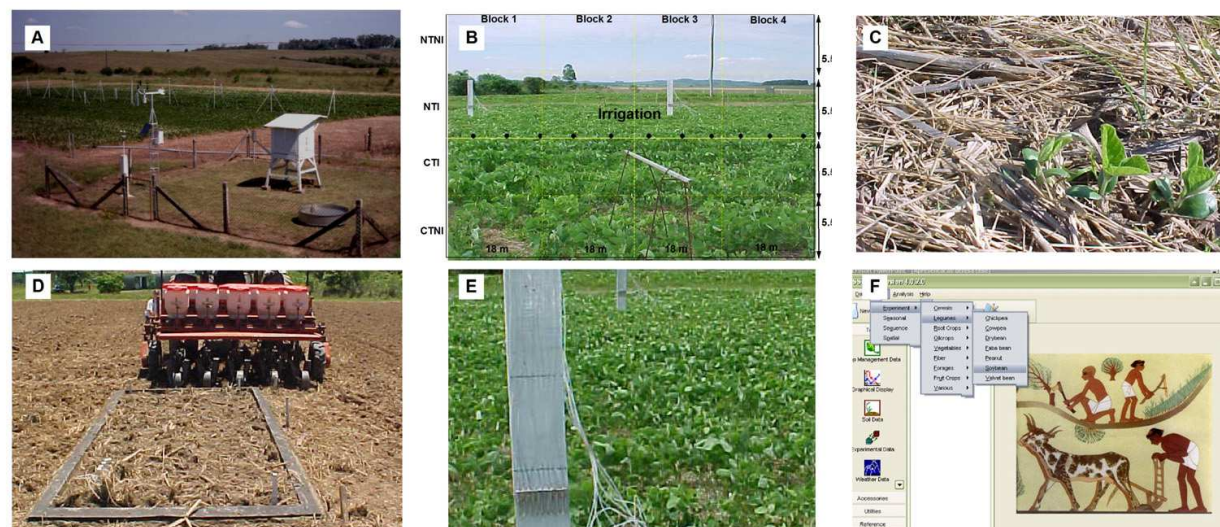 A
B
Block 1 Block 2 Block 3 Block 4
NTNI
NTI
Irrigation
CTI
CTNI
18 m 18 m 18 m 18 m
C
D
E
F
Analysis Help
Experiment
Seasonal
Sequence
Spatial
Cereals
Legumes
Root Crops
Oilcrops
Vegetables
Fiber
Forages
Fruit Crops
Various
Chickpea
Cowpea
Drybean
Faba bean
Peanut
Soybean
Velvet bean
Management Data
Graphical Display
Soil Data
Experimental Data
Weather Data
Accessories
Utilities
Reference